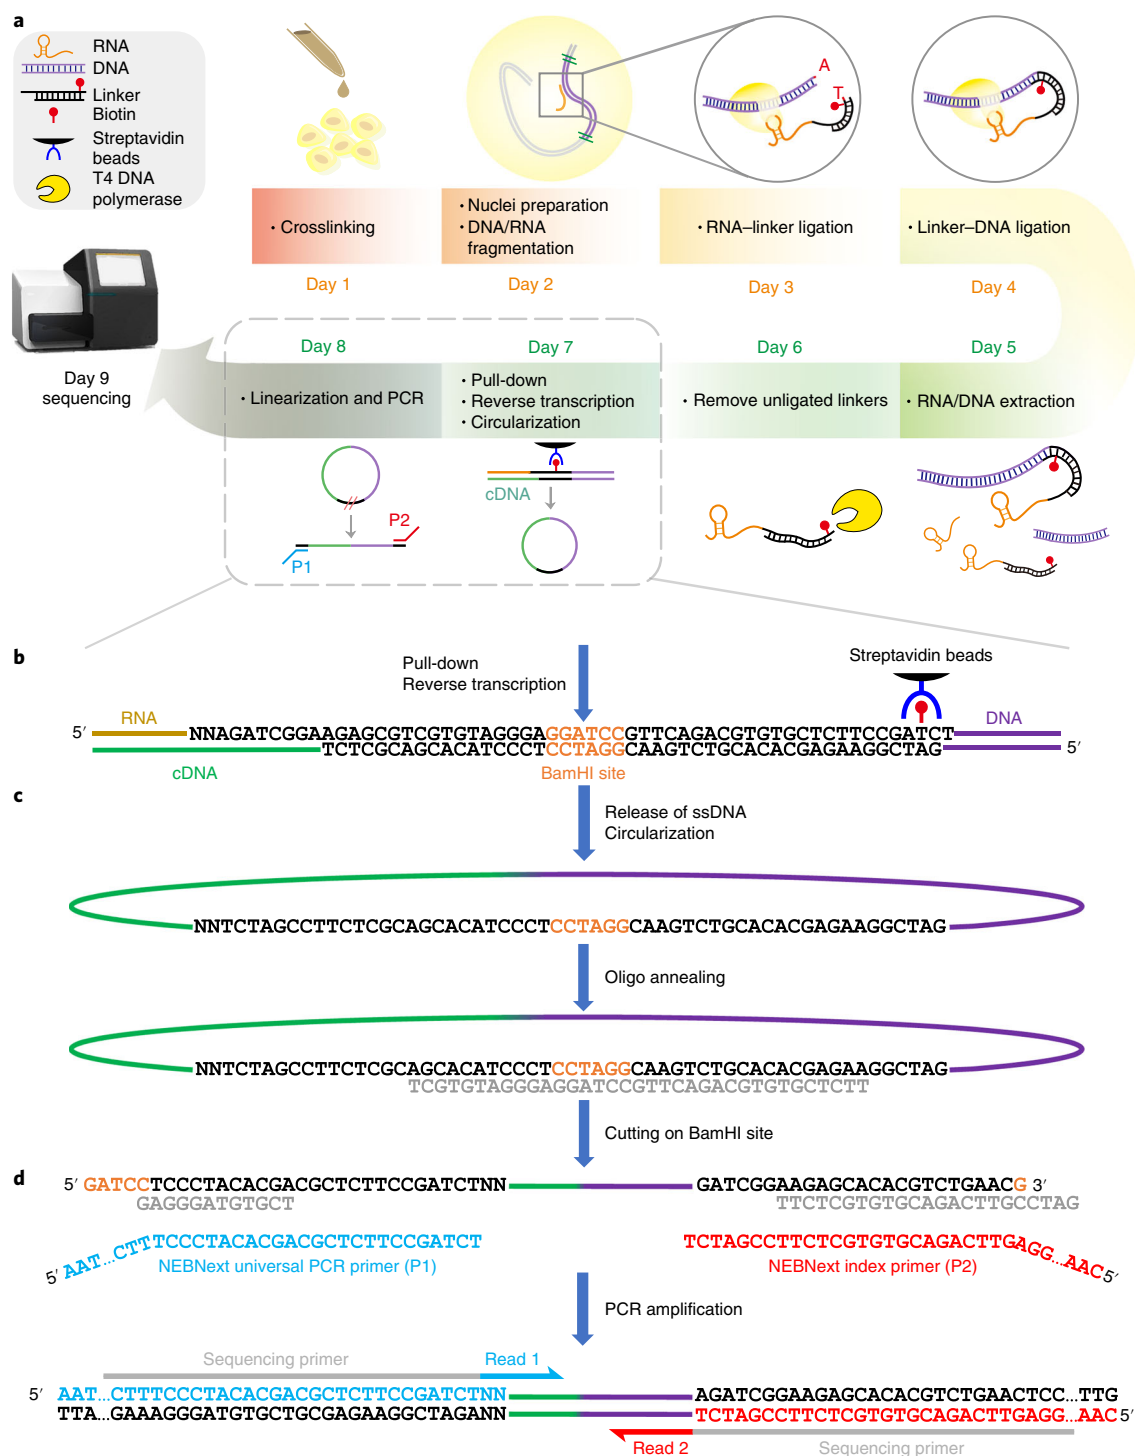 a
RNA
DNA
Linker
Biotin
Streptavidin
beads
T4 DNA
polymerase
A
T
• Crosslinking
• Nuclei preparation
• DNA/RNA
fragmentation
• RNA–linker ligation
• Linker–DNA ligation
Day 1
Day 2
Day 3
Day 4
Day 8
Day 7
Day 6
Day 5
Day 9
sequencing
• Linearization and PCR
• Pull-down
• Reverse transcription
• Circularization
• Remove unligated linkers
• RNA/DNA extraction
cDNA
P2
P1
b
Pull-down
Reverse transcription
Streptavidin beads
5′
RNA
DNA
NNAGATCGGAAGAGCGTCGTGTAGGGAGGATCCGTTCAGACGTGTGCTCTTCCGATCT
TCTCGCAGCACATCCCTCCTAGGCAAGTCTGCACACGAGAAGGCTAG
5′
cDNA
BamHI site
c
Release of ssDNA
Circularization
NNTCTAGCCTTCTCGCAGCACATCCCTCCTAGGCAAGTCTGCACACGAGAAGGCTAG
Oligo annealing
NNTCTAGCCTTCTCGCAGCACATCCCTCCTAGGCAAGTCTGCACACGAGAAGGCTAG
TCGTGTAGGGAGGATCCGTTCAGACGTGTGCTCTT
Cutting on BamHI site
d
5′ GATCCTCCCTACACGACGCTCTTCCGATCTNN
GATCGGAAGAGCACACGTCTGAACG 3′
GAGGGATGTGCT
TTCTCGTGTGCAGACTTGCCTAG
5′ AAT...CTTTCCCTACACGACGCTCTTCCGATCT
TCTAGCCTTCTCGTGTGCAGACTTGAGG...AAC5′
NEBNext universal PCR primer (P1)
NEBNext index primer (P2)
PCR amplification
Sequencing primer
Read 1
5′ AAT...CTTTCCCTACACGACGCTCTTCCGATCTNN
AGATCGGAAGAGCACACGTCTGAACTCC...TTG
TTA...GAAAGGGATGTGCTGCGAGAAGGCTAGANN
TCTAGCCTTCTCGTGTGCAGACTTGAGG...AAC5′
Read 2
Sequencing primer